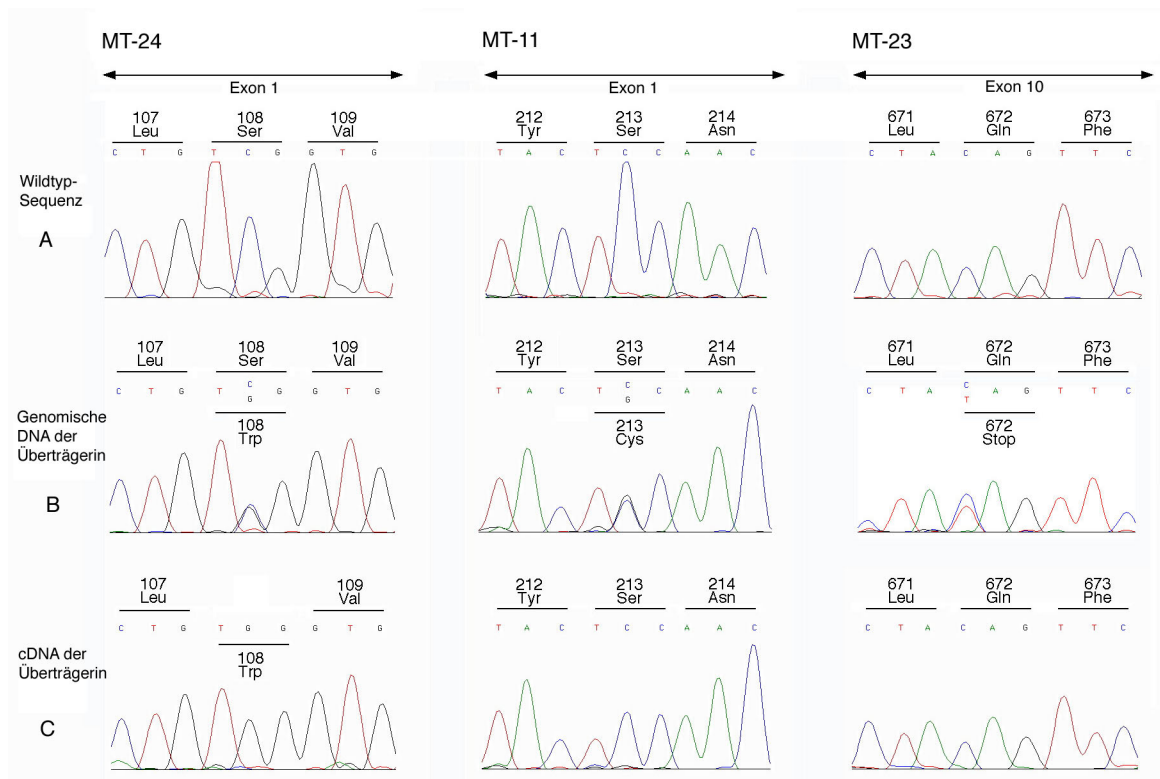 MT-24 MT-11 MT-23
Exon 1 Exon 1 Exon 10
107 108 109 212 213 214 671 672 673
Leu Ser Val Tyr Ser Asn Leu Gln Phe
C T G T C G G T G T A C T C C A A C C T A C A G T T C
Wildtyp-
Sequenz
A
107 108 109 212 213 214 671 672 673
Leu Ser Val Tyr Ser Asn Leu Gln Phe
C T G T C G G T G T A C T C C A A C C T A C A G T T C
G G T
Genomische
DNA der
Überträgerin
108 213 672
Trp Cys Stop
B
107 109 212 213 214 671 672 673
Leu Val Tyr Ser Asn Leu Gln Phe
C T G T G G G T G T A C T C C A A C C T A C A G T T C
cDNA der
Überträgerin
108
Trp
C